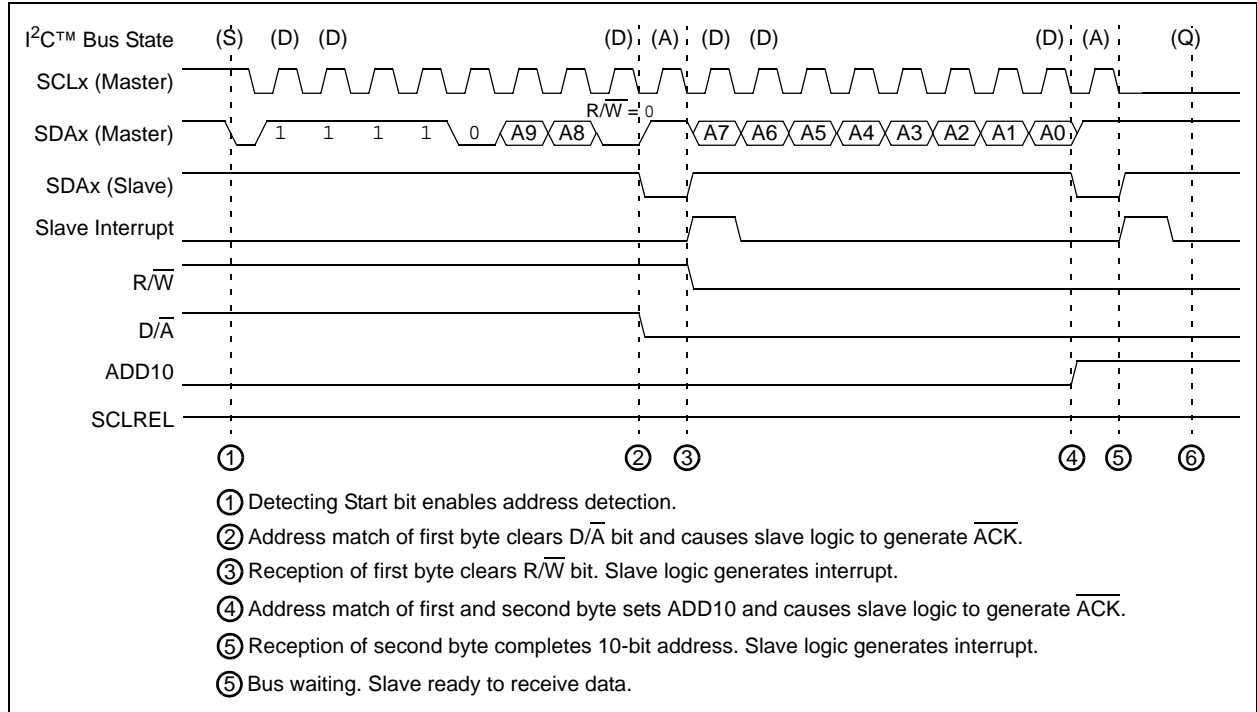 I²C™ Bus State (S) (D) (D) (D) (A) (D) (D) (D) (A) (Q)
SCLx (Master)
R/W̅ = 0
SDAx (Master) 1 1 1 1 0 A9 A8 A7 A6 A5 A4 A3 A2 A1 A0
SDAx (Slave)
Slave Interrupt
R/W̅
D/A̅
ADD10
SCLREL
① ② ③ ④ ⑤ ⑥
① Detecting Start bit enables address detection.
② Address match of first byte clears D/A̅ bit and causes slave logic to generate A̅C̅K̅.
③ Reception of first byte clears R/W̅ bit. Slave logic generates interrupt.
④ Address match of first and second byte sets ADD10 and causes slave logic to generate A̅C̅K̅.
⑤ Reception of second byte completes 10-bit address. Slave logic generates interrupt.
⑤ Bus waiting. Slave ready to receive data.